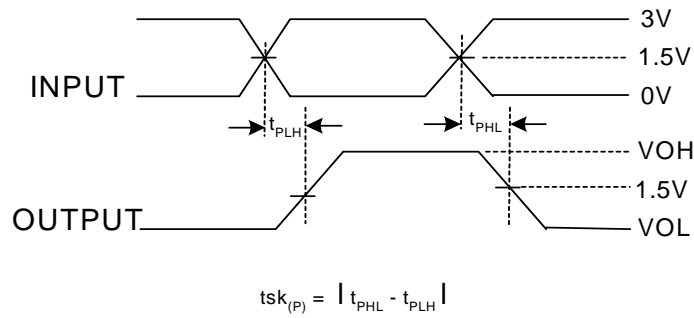 3V
1.5V
INPUT
0V
tPLH
tPHL
VOH
1.5V
OUTPUT
VOL
tsk(P) = | tPHL - tPLH |